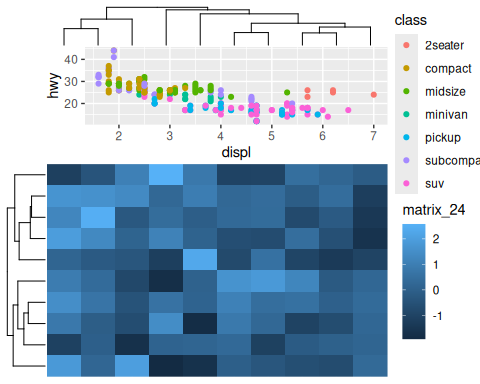 class
2seater
compact
midsize
minivan
pickup
subcompa
suv
hwy
40
30
20
2 3 4 5 6 7
displ
matrix_24
2
1
0
-1